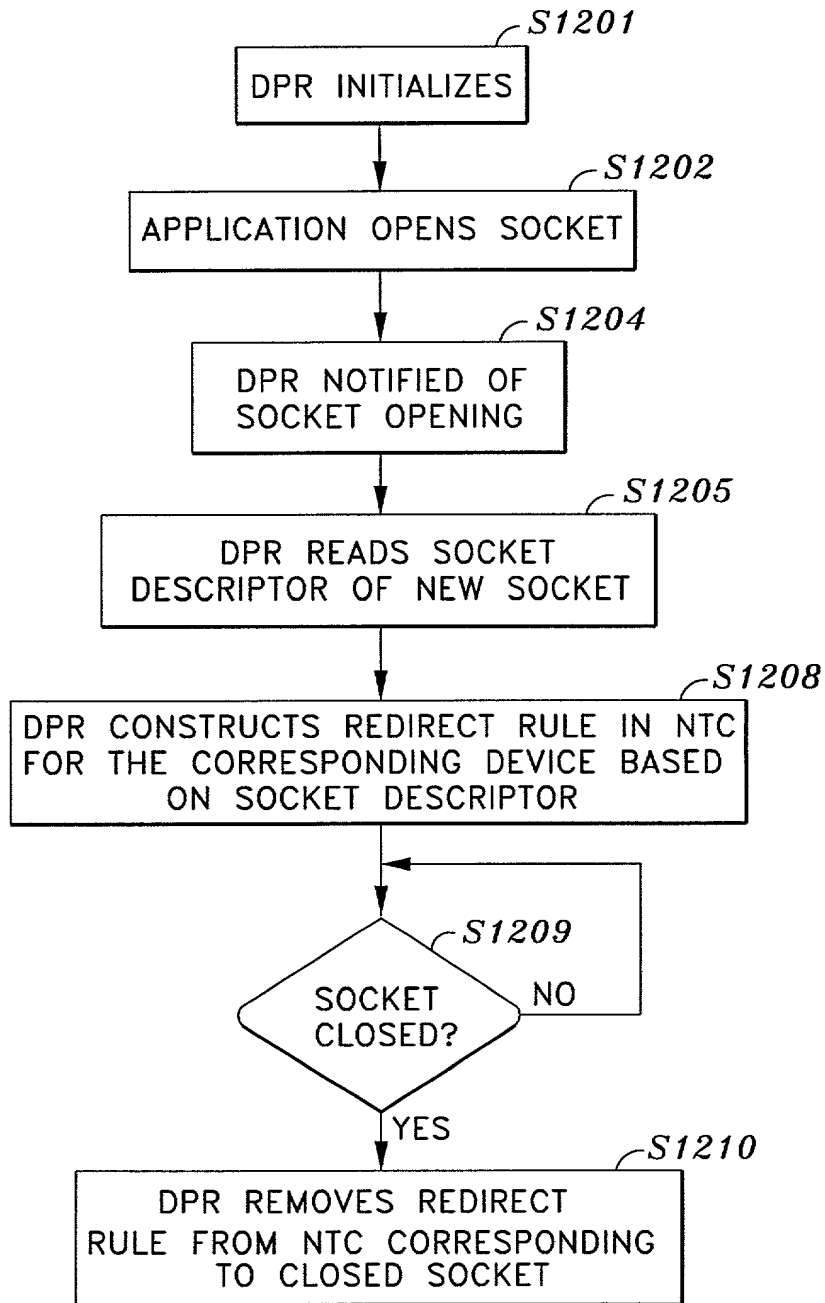 S1201
DPR INITIALIZES
S1202
APPLICATION OPENS SOCKET
S1204
DPR NOTIFIED OF
SOCKET OPENING
S1205
DPR READS SOCKET
DESCRIPTOR OF NEW SOCKET
S1208
DPR CONSTRUCTS REDIRECT RULE IN NTC
FOR THE CORRESPONDING DEVICE BASED
ON SOCKET DESCRIPTOR
S1209
SOCKET
CLOSED?
NO
YES
S1210
DPR REMOVES REDIRECT
RULE FROM NTC CORRESPONDING
TO CLOSED SOCKET